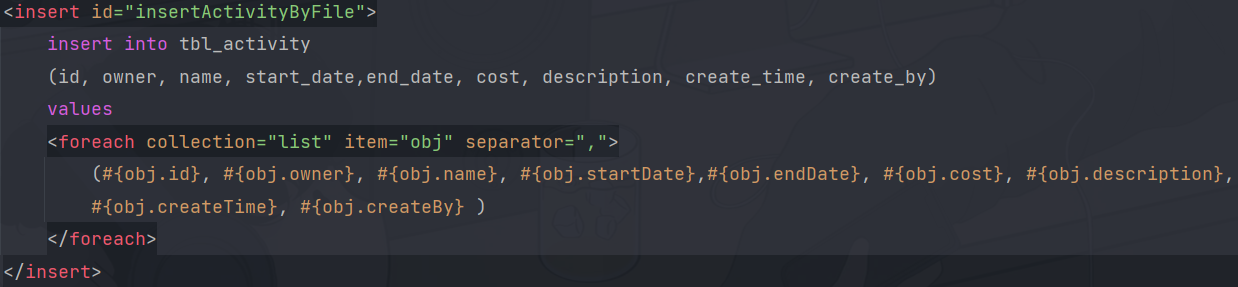 <insert id="insertActivityByFile">
insert into tbl_activity
(id, owner, name, start_date,end_date, cost, description, create_time, create_by)
values
<foreach collection="list" item="obj" separator=",">
(#{obj.id}, #{obj.owner}, #{obj.name}, #{obj.startDate},#{obj.endDate}, #{obj.cost}, #{obj.description},
#{obj.createTime}, #{obj.createBy} )
</foreach>
</insert>